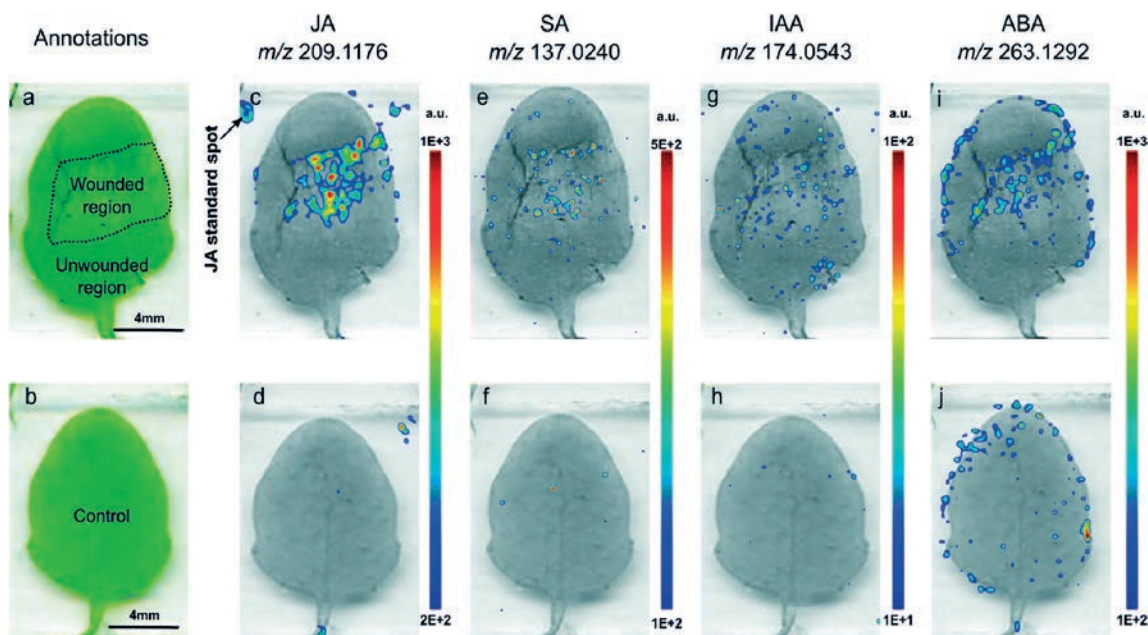 Annotations
JA
m/z 209.1176
SA
m/z 137.0240
IAA
m/z 174.0543
ABA
m/z 263.1292
a
Wounded
region
Unwounded
region
4mm
c
JA standard spot
a.u.
1E+3
2E+2
e
a.u.
5E+2
1E+2
g
a.u.
1E+2
1E+1
i
a.u.
1E+3
1E+2
b
Control
4mm
d
f
h
j